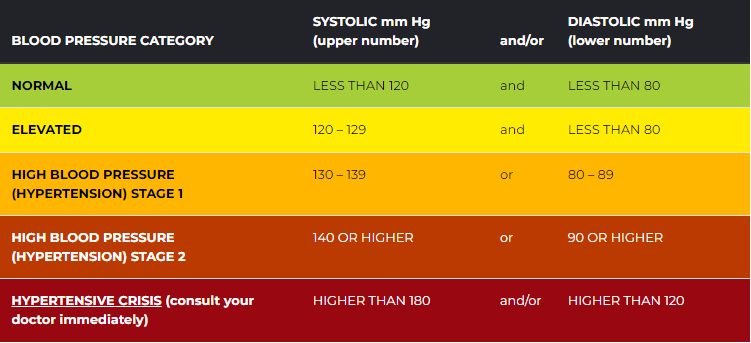 BLOOD PRESSURE CATEGORY SYSTOLIC mm Hg (upper number) and/or DIASTOLIC mm Hg (lower number)
NORMAL LESS THAN 120 and LESS THAN 80
ELEVATED 120 – 129 and LESS THAN 80
HIGH BLOOD PRESSURE (HYPERTENSION) STAGE 1 130 – 139 or 80 – 89
HIGH BLOOD PRESSURE (HYPERTENSION) STAGE 2 140 OR HIGHER or 90 OR HIGHER
HYPERTENSIVE CRISIS (consult your doctor immediately) HIGHER THAN 180 and/or HIGHER THAN 120